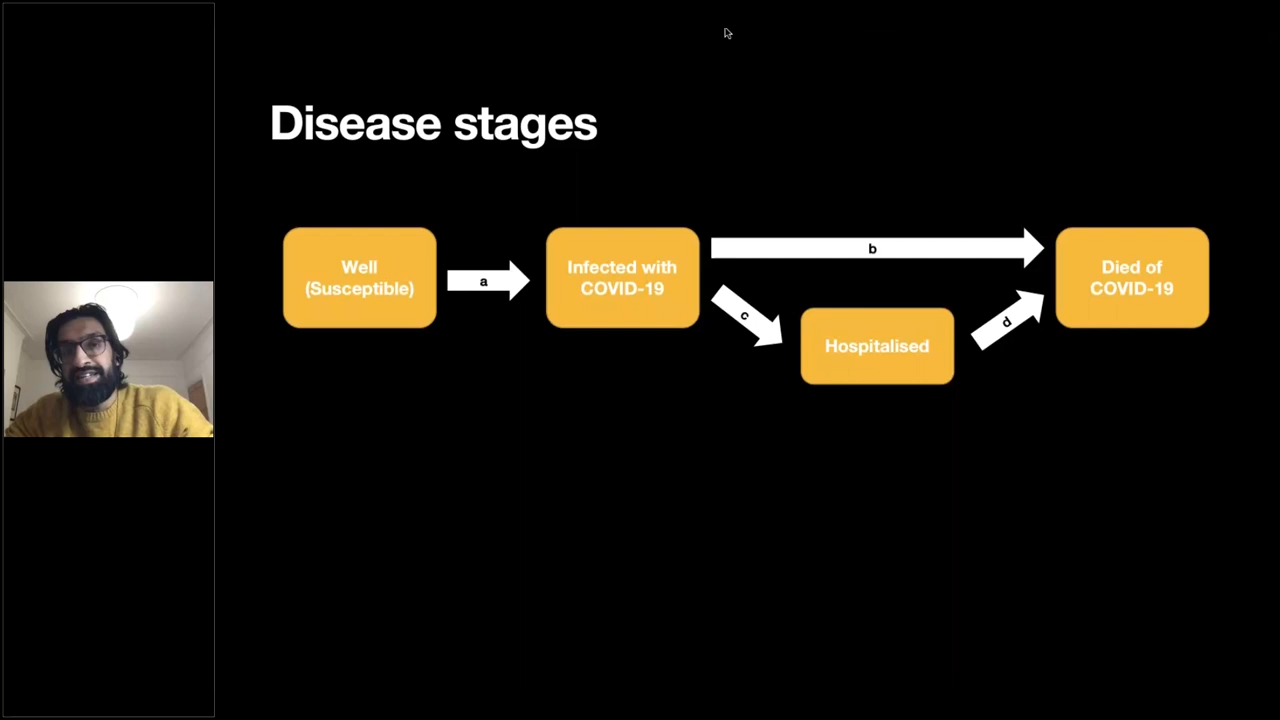 Disease stages
Well
(Susceptible)
a
Infected with
COVID-19
b
c
Hospitalised
d
Died of
COVID-19